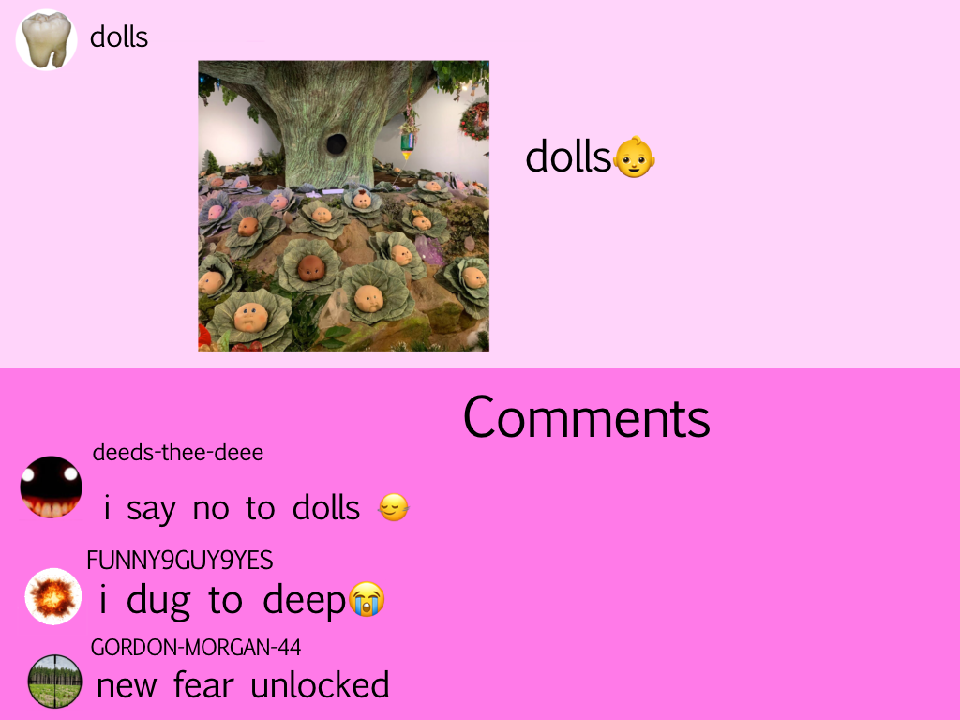 dolls
dolls👶
Comments
deeds-thee-deee
i say no to dolls 😴
FUNNY9GUY9YES
i dug to deep😭
GORDON-MORGAN-44
new fear unlocked